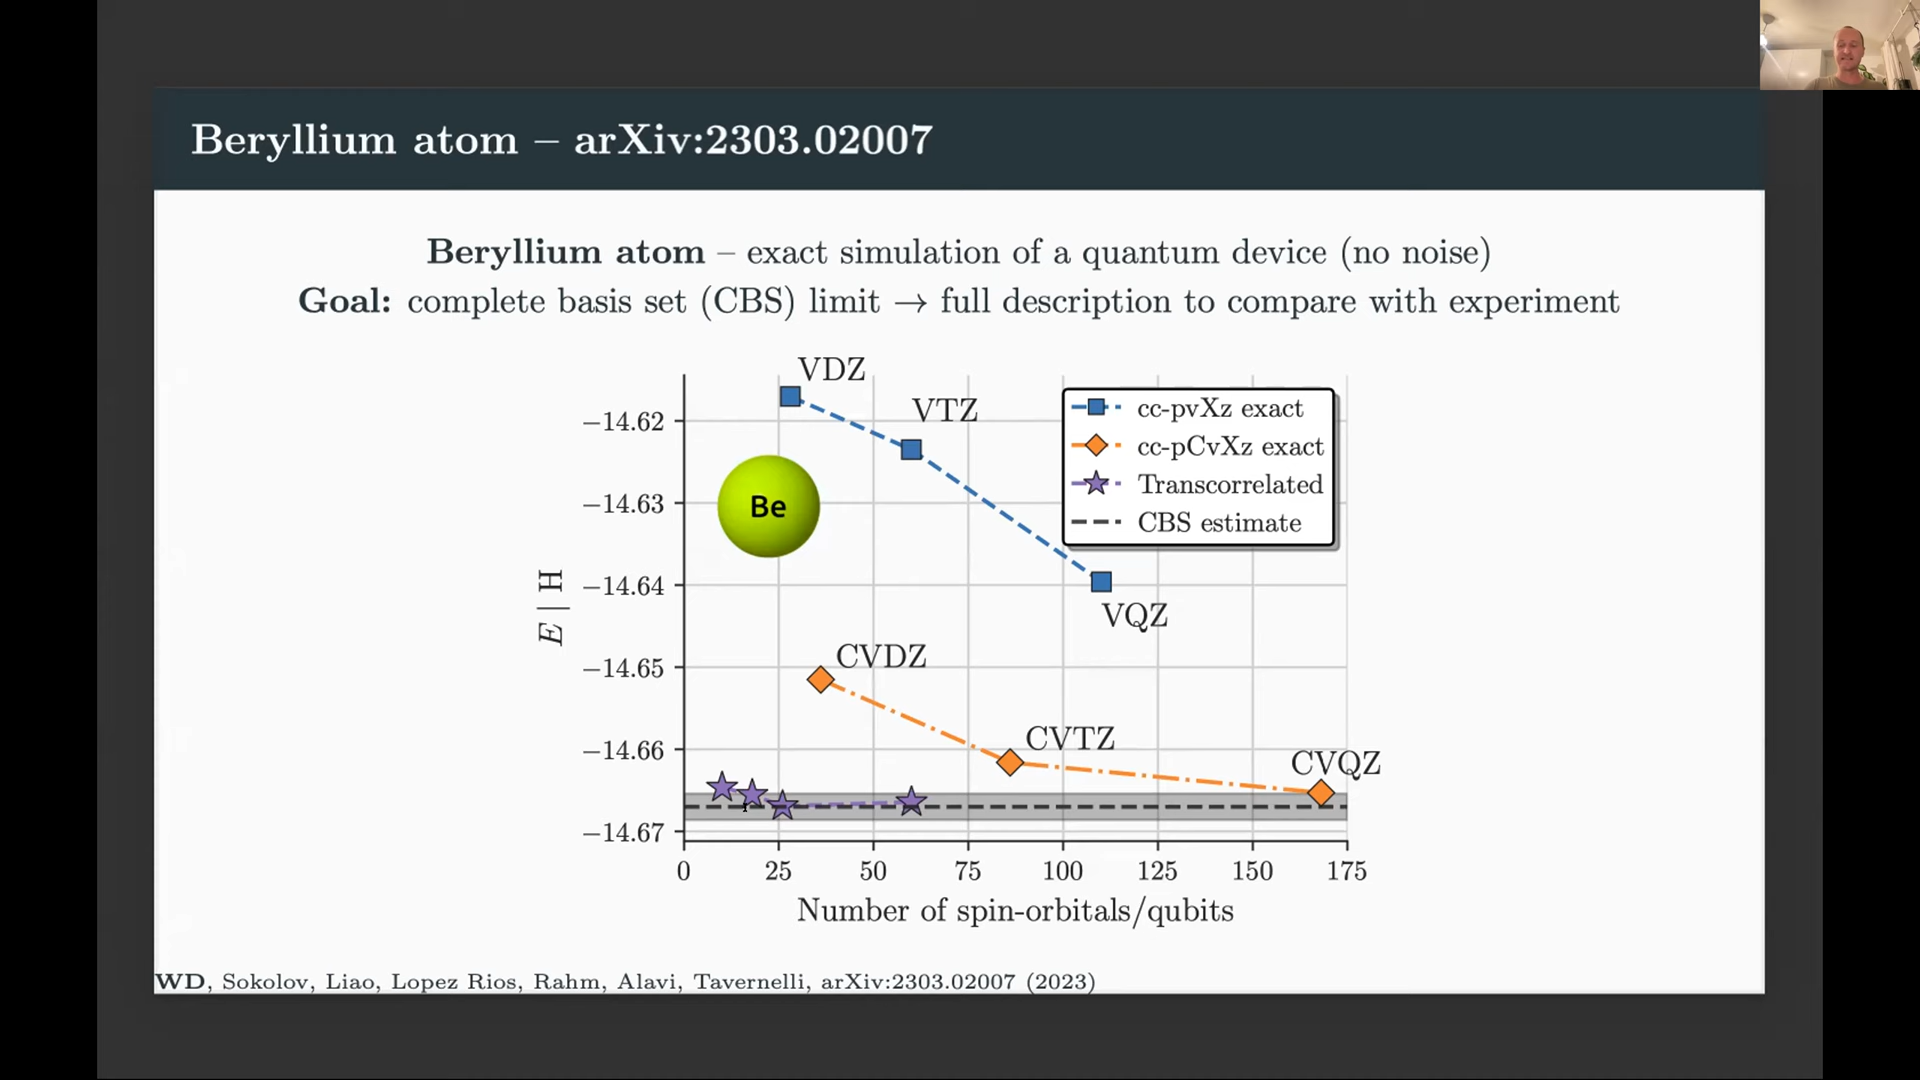 Beryllium atom – arXiv:2303.02007
Beryllium atom – exact simulation of a quantum device (no noise)
Goal: complete basis set (CBS) limit → full description to compare with experiment
VDZ
VTZ
VQZ
CVDZ
CVTZ
CVQZ
Be
cc-pvXz exact
cc-pCvXz exact
Transcorrelated
CBS estimate
E | H
−14.62
−14.63
−14.64
−14.65
−14.66
−14.67
0 25 50 75 100 125 150 175
Number of spin-orbitals/qubits
WD, Sokolov, Liao, Lopez Rios, Rahm, Alavi, Tavernelli, arXiv:2303.02007 (2023)